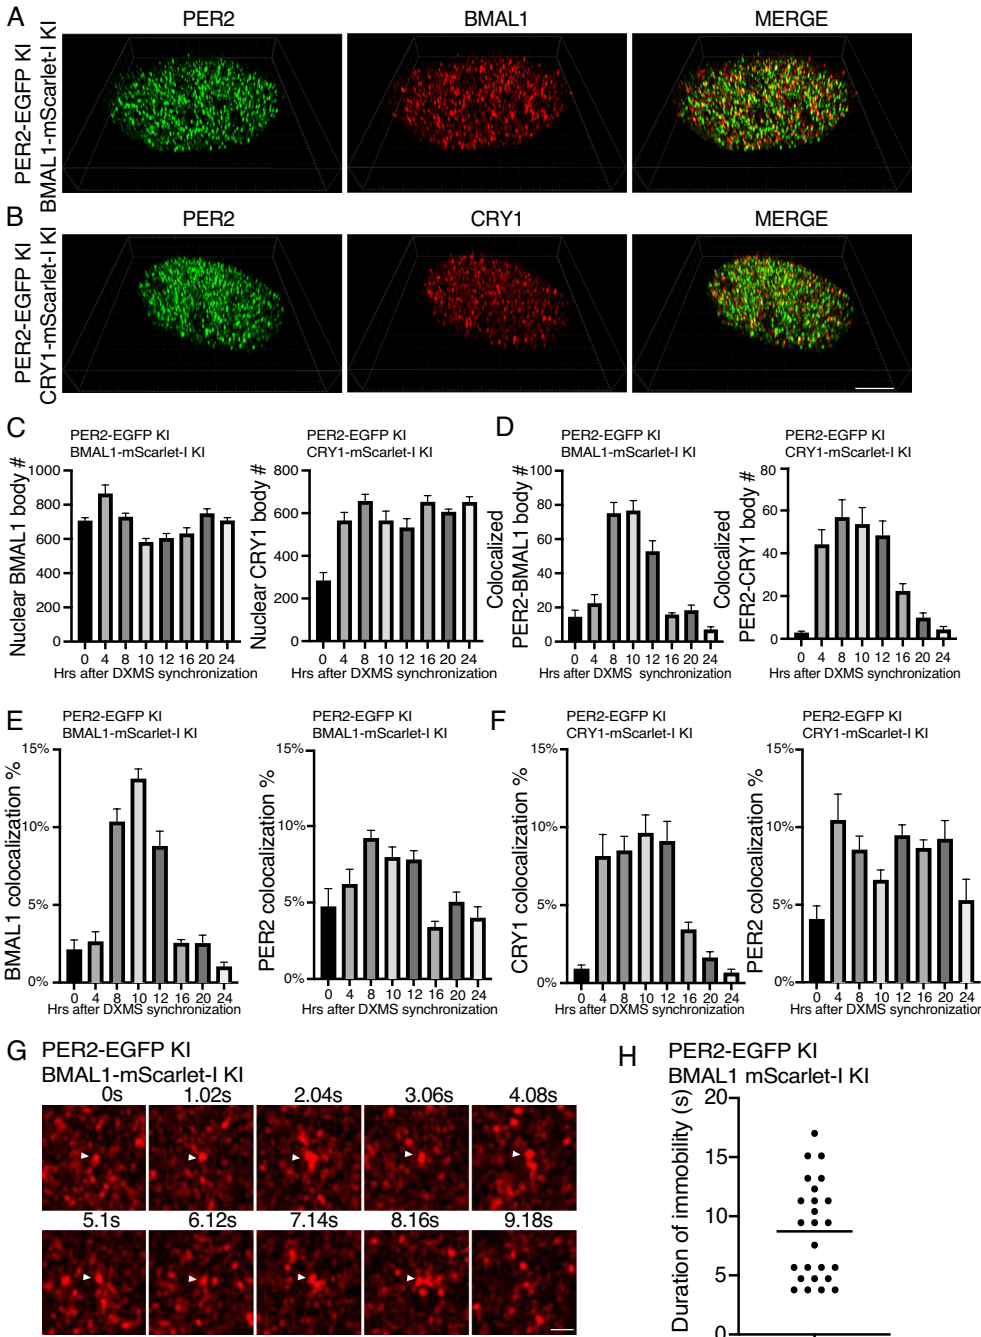 A
PER2
BMAL1
MERGE
PER2-EGFP KI
BMAL1-mScarlet-I KI
B
PER2
CRY1
MERGE
PER2-EGFP KI
CRY1-mScarlet-I KI
C
PER2-EGFP KI
BMAL1-mScarlet-I KI
Nuclear BMAL1 body #
1000
800
600
400
200
0
0 4 8 10 12 16 20 24
Hrs after DXMS synchronization
PER2-EGFP KI
CRY1-mScarlet-I KI
Nuclear CRY1 body #
800
600
400
200
0
0 4 8 10 12 16 20 24
Hrs after DXMS synchronization
D
PER2-EGFP KI
BMAL1-mScarlet-I KI
Colocalized
PER2-BMAL1 body #
100
80
60
40
20
0
0 4 8 10 12 16 20 24
Hrs after DXMS synchronization
PER2-EGFP KI
CRY1-mScarlet-I KI
Colocalized
PER2-CRY1 body #
80
60
40
20
0
0 4 8 10 12 16 20 24
Hrs after DXMS synchronization
E
PER2-EGFP KI
BMAL1-mScarlet-I KI
BMAL1 colocalization %
15%
10%
5%
0%
0 4 8 10 12 16 20 24
Hrs after DXMS synchronization
PER2-EGFP KI
BMAL1-mScarlet-I KI
PER2 colocalization %
15%
10%
5%
0%
0 4 8 10 12 16 20 24
Hrs after DXMS synchronization
F
PER2-EGFP KI
CRY1-mScarlet-I KI
CRY1 colocalization %
15%
10%
5%
0%
0 4 8 10 12 16 20 24
Hrs after DXMS synchronization
PER2-EGFP KI
CRY1-mScarlet-I KI
PER2 colocalization %
15%
10%
5%
0%
0 4 8 10 12 16 20 24
Hrs after DXMS synchronization
G
PER2-EGFP KI
BMAL1-mScarlet-I KI
0s 1.02s 2.04s 3.06s 4.08s
5.1s 6.12s 7.14s 8.16s 9.18s
H
PER2-EGFP KI
BMAL1 mScarlet-I KI
Duration of immobility (s)
20
15
10
5
0